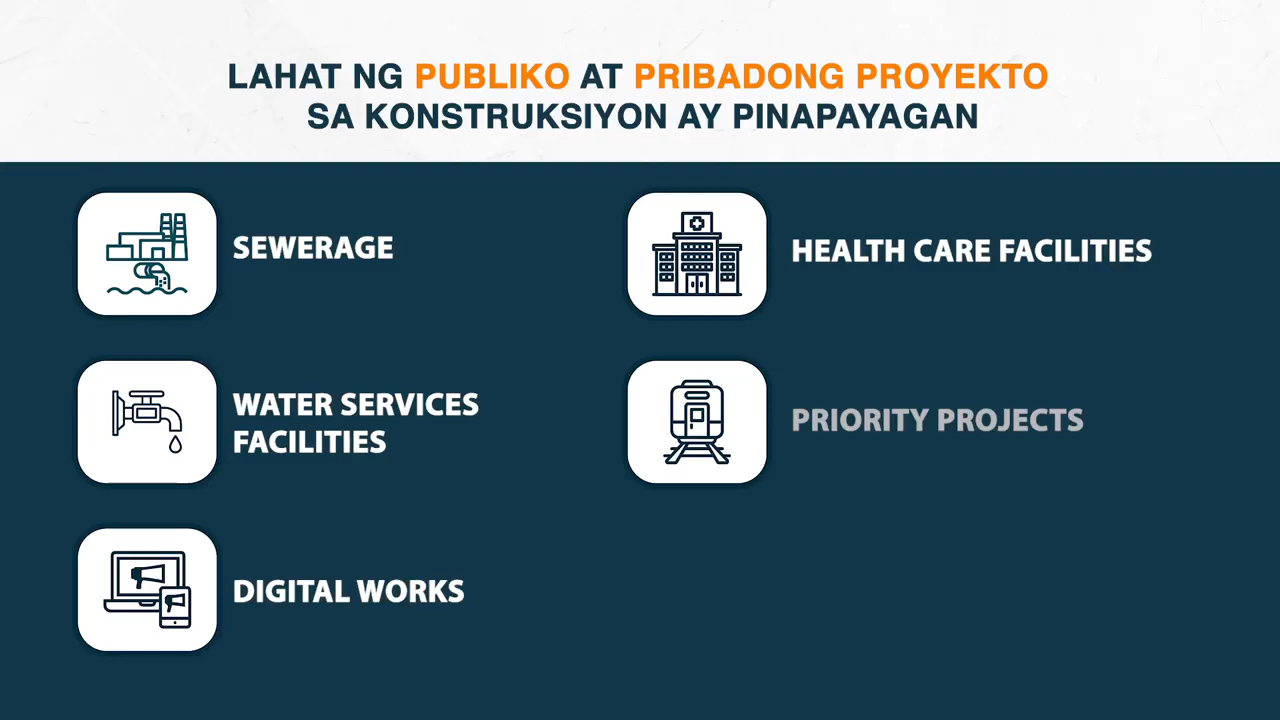 LAHAT NG PUBLIKO AT PRIBADONG PROYEKTO
SA KONSTRUKSIYON AY PINAPAYAGAN
SEWERAGE
WATER SERVICES
FACILITIES
DIGITAL WORKS
HEALTH CARE FACILITIES
PRIORITY PROJECTS